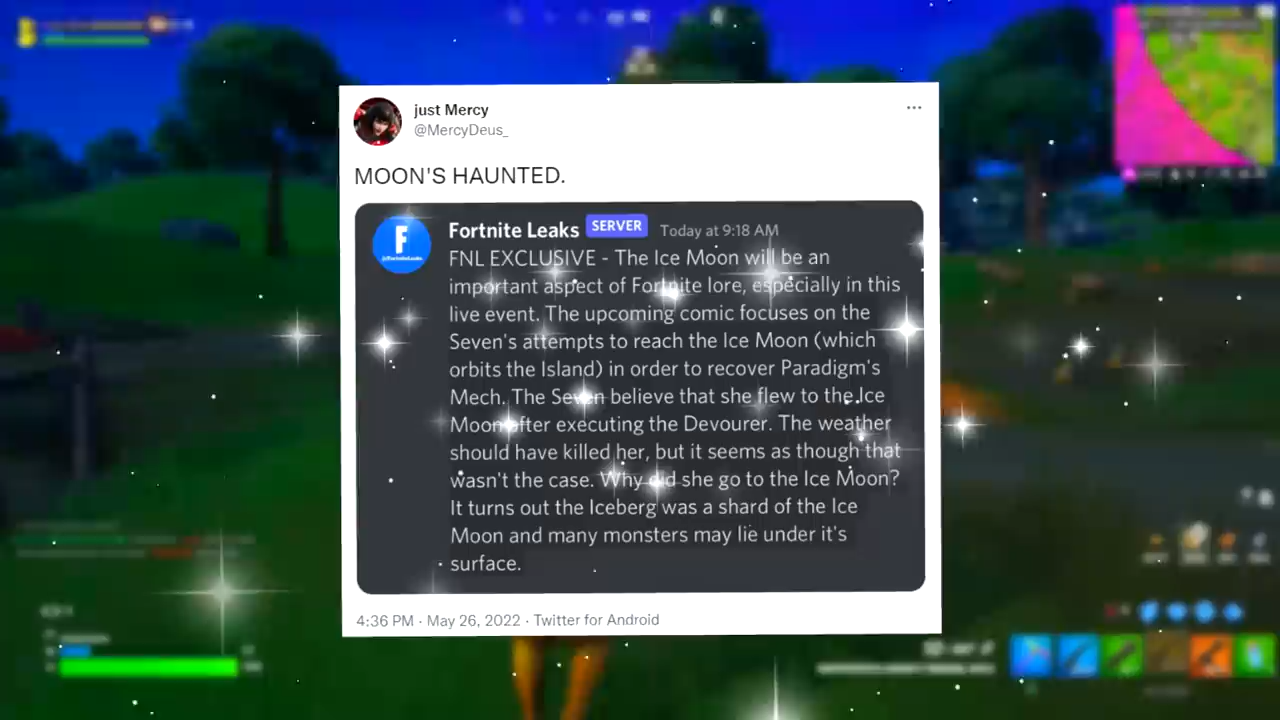 just Mercy
@MercyDeus_
MOON'S HAUNTED.
Fortnite Leaks SERVER Today at 9:18 AM
FNL EXCLUSIVE - The Ice Moon will be an
important aspect of Fortnite lore, especially in this
live event. The upcoming comic focuses on the
Seven's attempts to reach the Ice Moon (which
orbits the Island) in order to recover Paradigm's
Mech. The Seven believe that she flew to the Ice
Moon after executing the Devourer. The weather
should have killed her, but it seems as though that
wasn't the case. Why did she go to the Ice Moon?
It turns out the Iceberg was a shard of the Ice
Moon and many monsters may lie under it's
surface.
4:36 PM · May 26, 2022 · Twitter for Android